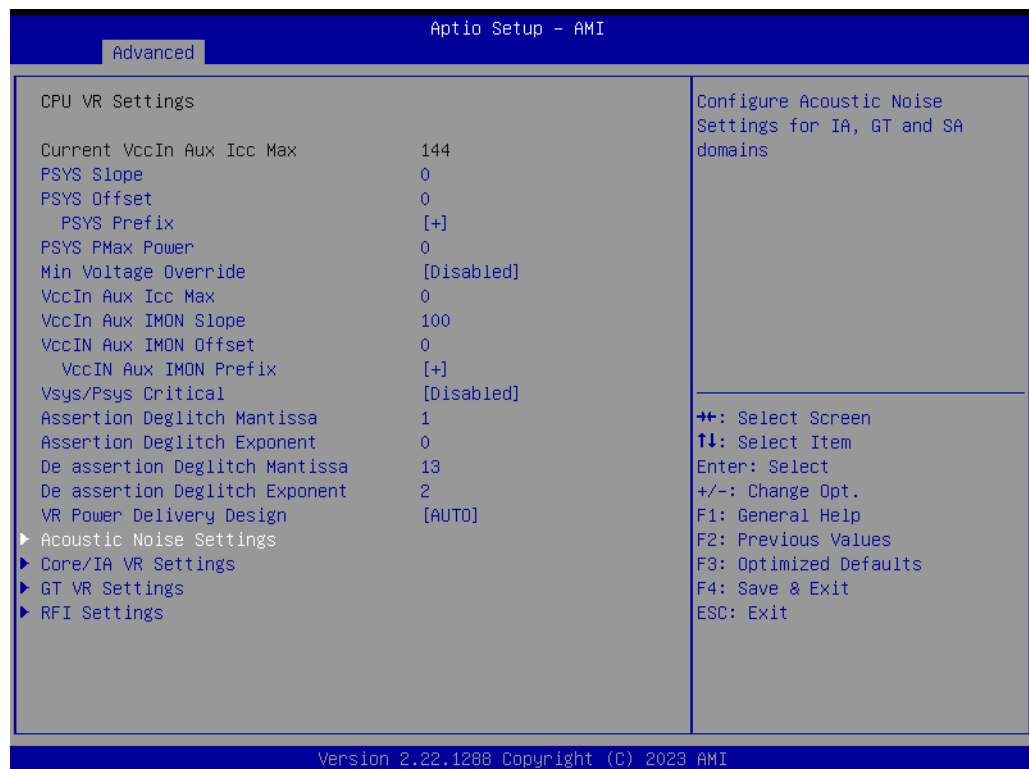 Aptio Setup – AMI
Advanced
CPU VR Settings
Current VccIn Aux Icc Max 144
PSYS Slope 0
PSYS Offset 0
PSYS Prefix [+]
PSYS PMax Power 0
Min Voltage Override [Disabled]
VccIn Aux Icc Max 0
VccIn Aux IMON Slope 100
VccIN Aux IMON Offset 0
VccIN Aux IMON Prefix [+]
Vsys/Psys Critical [Disabled]
Assertion Deglitch Mantissa 1
Assertion Deglitch Exponent 0
De assertion Deglitch Mantissa 13
De assertion Deglitch Exponent 2
VR Power Delivery Design [AUTO]
▶ Acoustic Noise Settings
▶ Core/IA VR Settings
▶ GT VR Settings
▶ RFI Settings
Configure Acoustic Noise
Settings for IA, GT and SA
domains
→←: Select Screen
↑↓: Select Item
Enter: Select
+/-: Change Opt.
F1: General Help
F2: Previous Values
F3: Optimized Defaults
F4: Save & Exit
ESC: Exit
Version 2.22.1288 Copyright (C) 2023 AMI